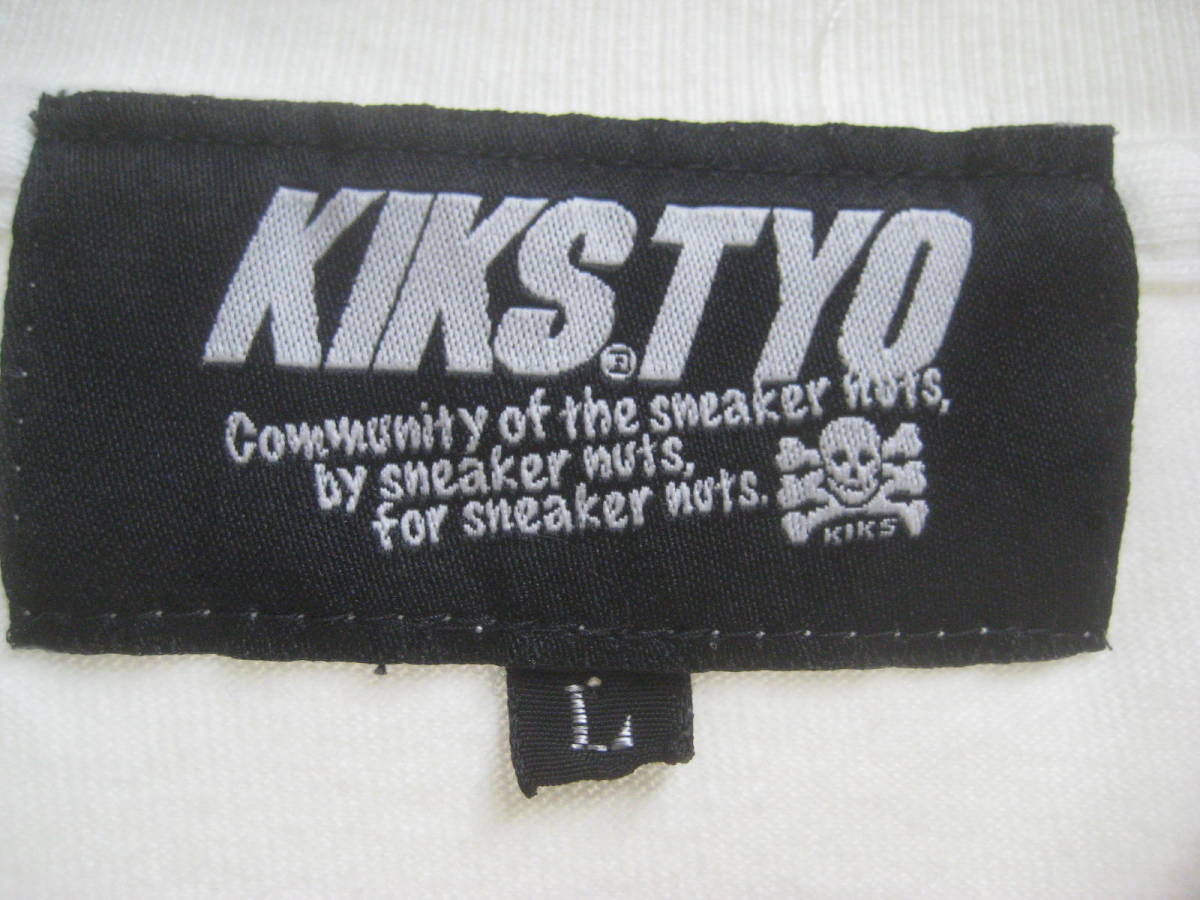 KIKS®TYO
Community of the sneaker nuts,
by sneaker nuts,
for sneaker nuts.
KIKS
L